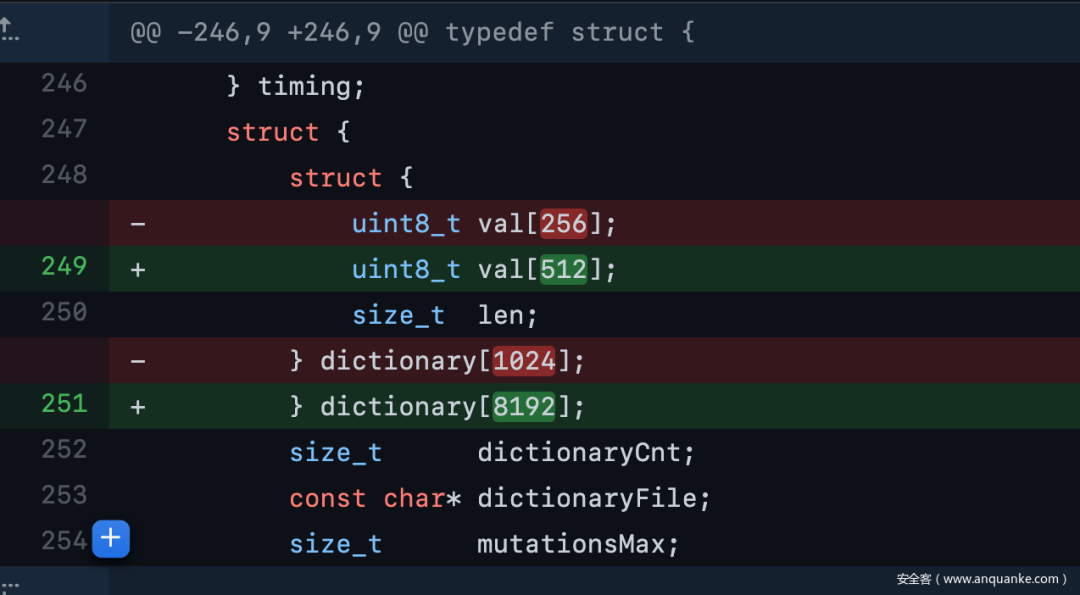 @@ -246,9 +246,9 @@ typedef struct {
246 } timing;
247 struct {
248 struct {
- uint8_t val[256];
249 + uint8_t val[512];
250 size_t len;
- } dictionary[1024];
251 + } dictionary[8192];
252 size_t dictionaryCnt;
253 const char* dictionaryFile;
254 + size_t mutationsMax;
安全客（www.anquanke.com）